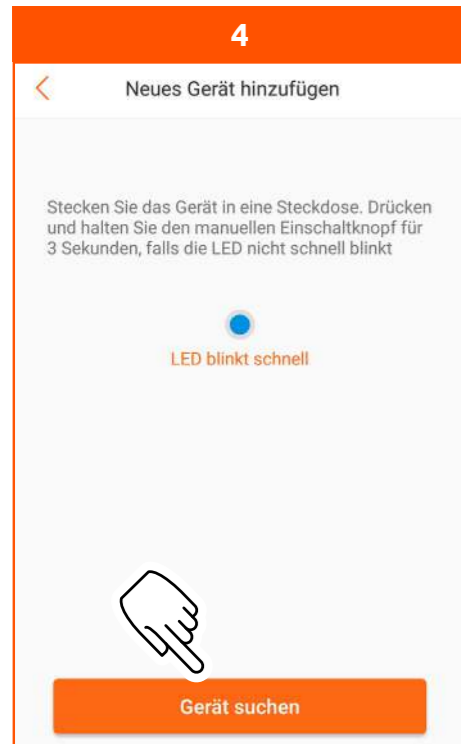 4
Neues Gerät hinzufügen
Stecken Sie das Gerät in eine Steckdose. Drücken
und halten Sie den manuellen Einschaltknopf für
3 Sekunden, falls die LED nicht schnell blinkt
LED blinkt schnell
Gerät suchen